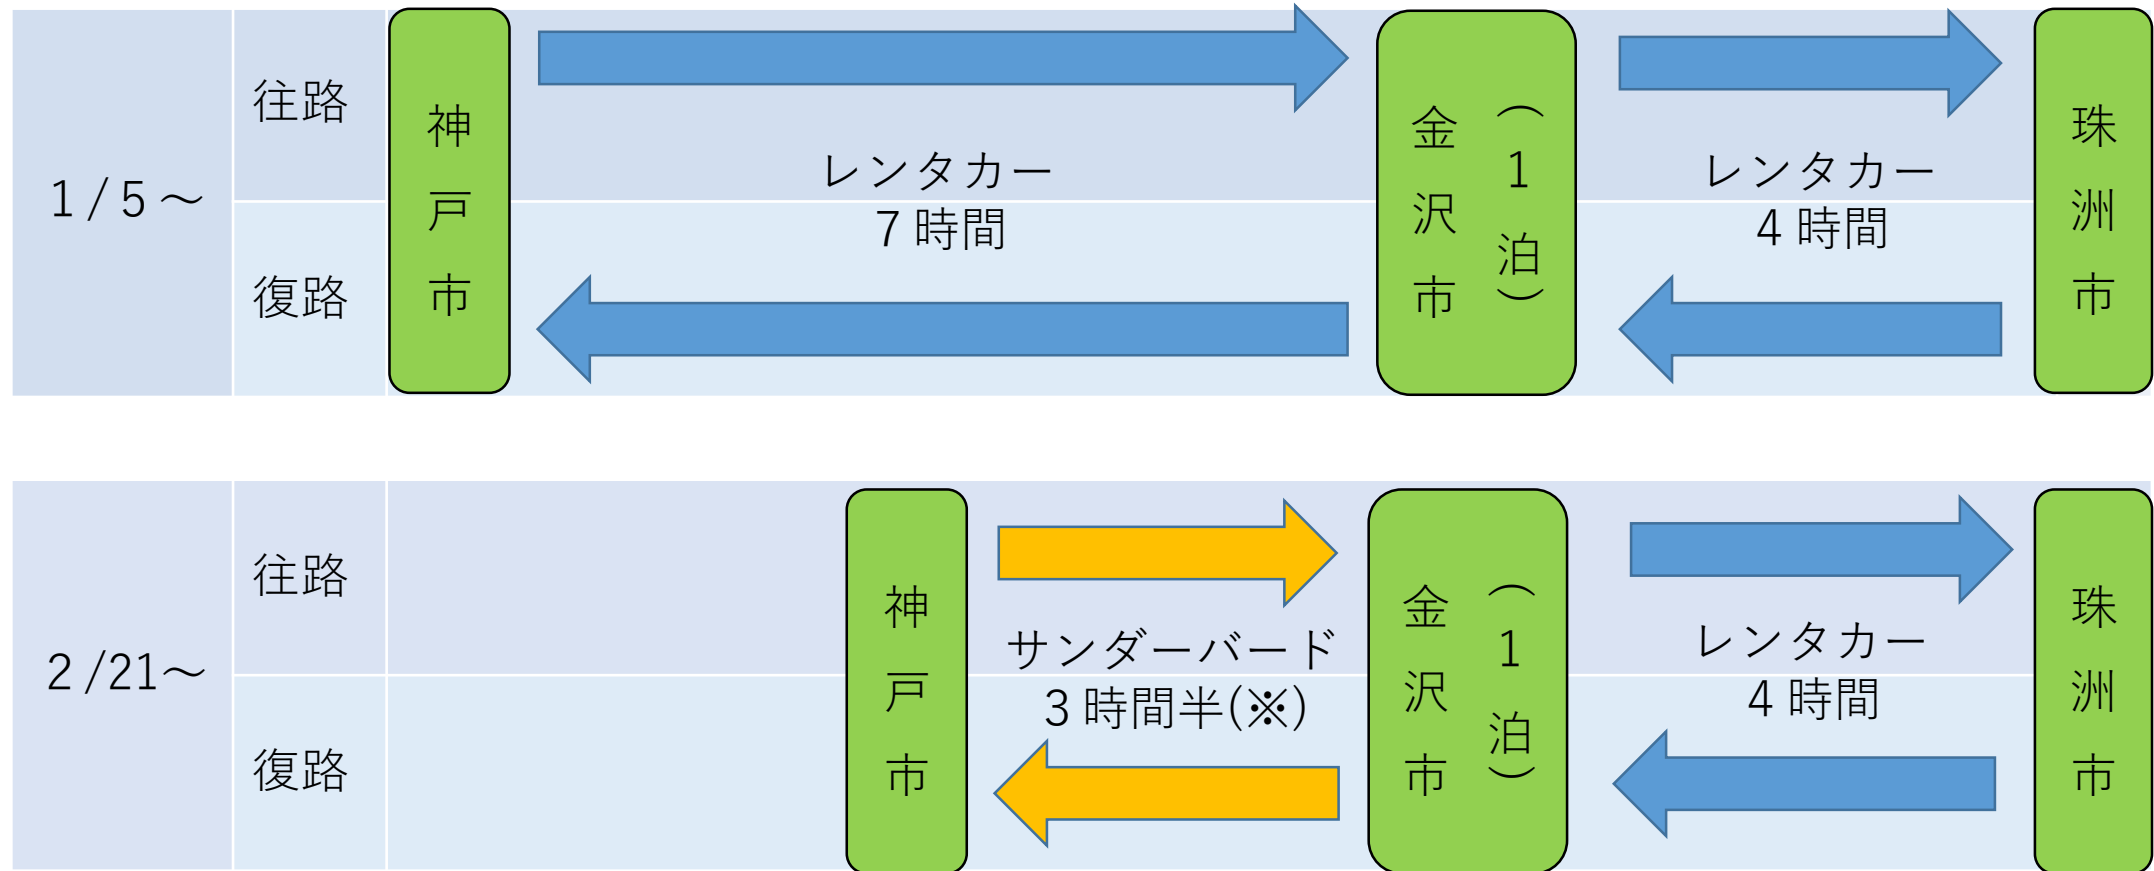 1/5～
往路
復路
神戸市
レンタカー
7時間
金沢市
（1泊）
レンタカー
4時間
珠洲市
2/21～
往路
復路
神戸市
サンダーバード
3時間半(※)
金沢市
（1泊）
レンタカー
4時間
珠洲市